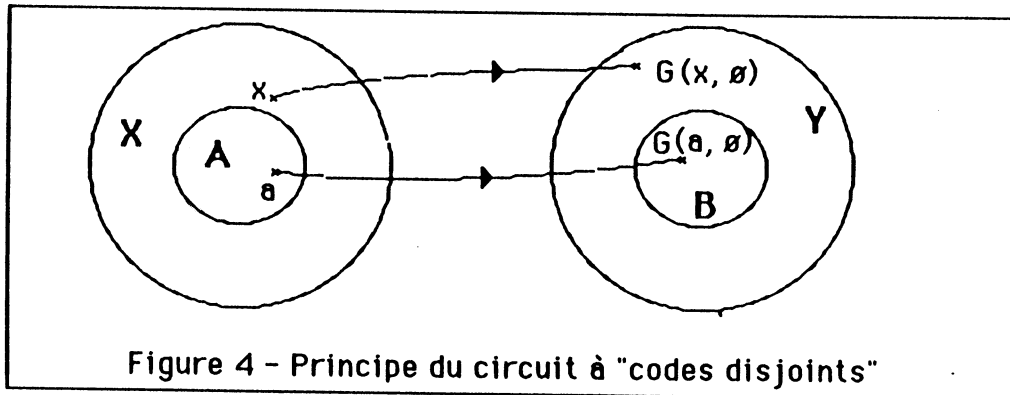 x
X
A
a
G(x, ø)
Y
G(a, ø)
B
Figure 4 - Principe du circuit à "codes disjoints"